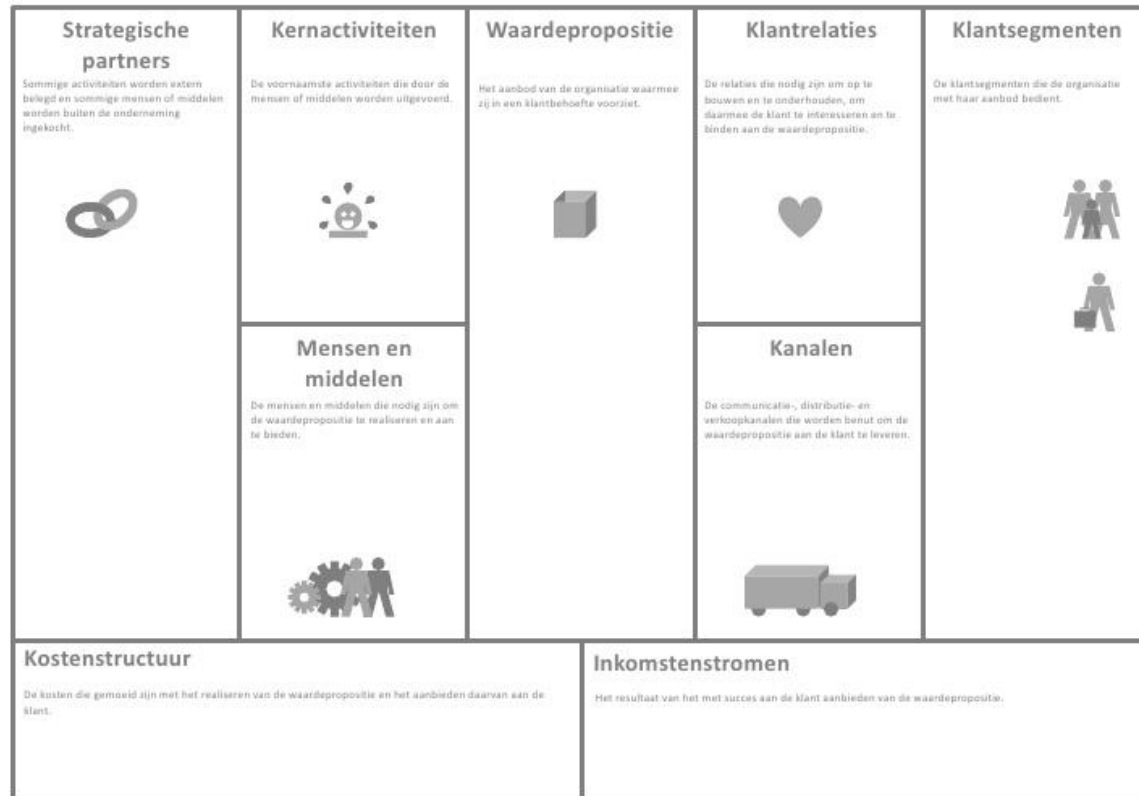 Strategische
partners
Sommige activiteiten worden extern
belegd en sommige mensen of middelen
worden buiten de onderneming
ingekocht.
Kernactiviteiten
De voornaamste activiteiten die door de
mensen of middelen worden uitgevoerd.
Mensen en
middelen
De mensen en middelen die nodig zijn om
de waardepropositie te realiseren en aan
te bieden.
Waardepropositie
Het aanbod van de organisatie waarmee
zij in een klantbehoefte voorziet.
Klantrelaties
De relaties die nodig zijn om op te
bouwen en te onderhouden, om
daarmee de klant te interesseren en te
binden aan de waardepropositie.
Kanalen
De communicatie-, distributie- en
verkoopkanalen die worden benut om de
waardepropositie aan de klant te leveren.
Klantsegmenten
De klantsegmenten die de organisatie
met haar aanbod bedient.
Kostenstructuur
De kosten die gemoeid zijn met het realiseren van de waardepropositie en het aanbieden daarvan aan de
klant.
Inkomstenstromen
Het resultaat van het met succes aan de klant aanbieden van de waardepropositie.